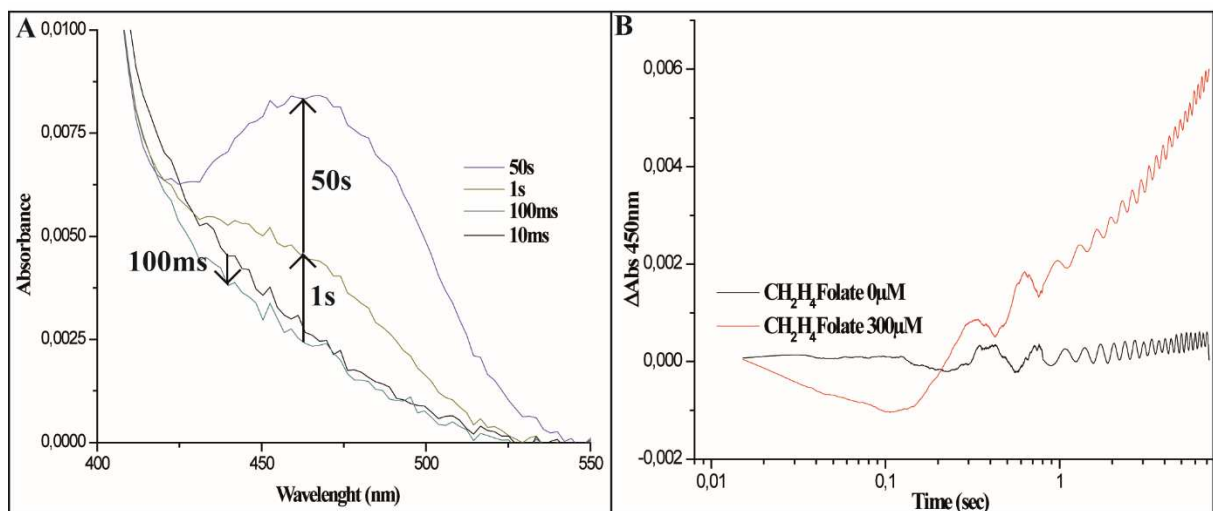 A
0,0100
0,0075
0,0050
0,0025
0,0000
Absorbance
400
450
500
550
Wavelenght (nm)
50s
1s
100ms
50s
1s
100ms
10ms
B
0,006
0,004
0,002
0,000
-0,002
ΔAbs 450nm
CH₂H₄Folate 0µM
CH₂H₄Folate 300µM
0,01
0,1
1
Time (sec)